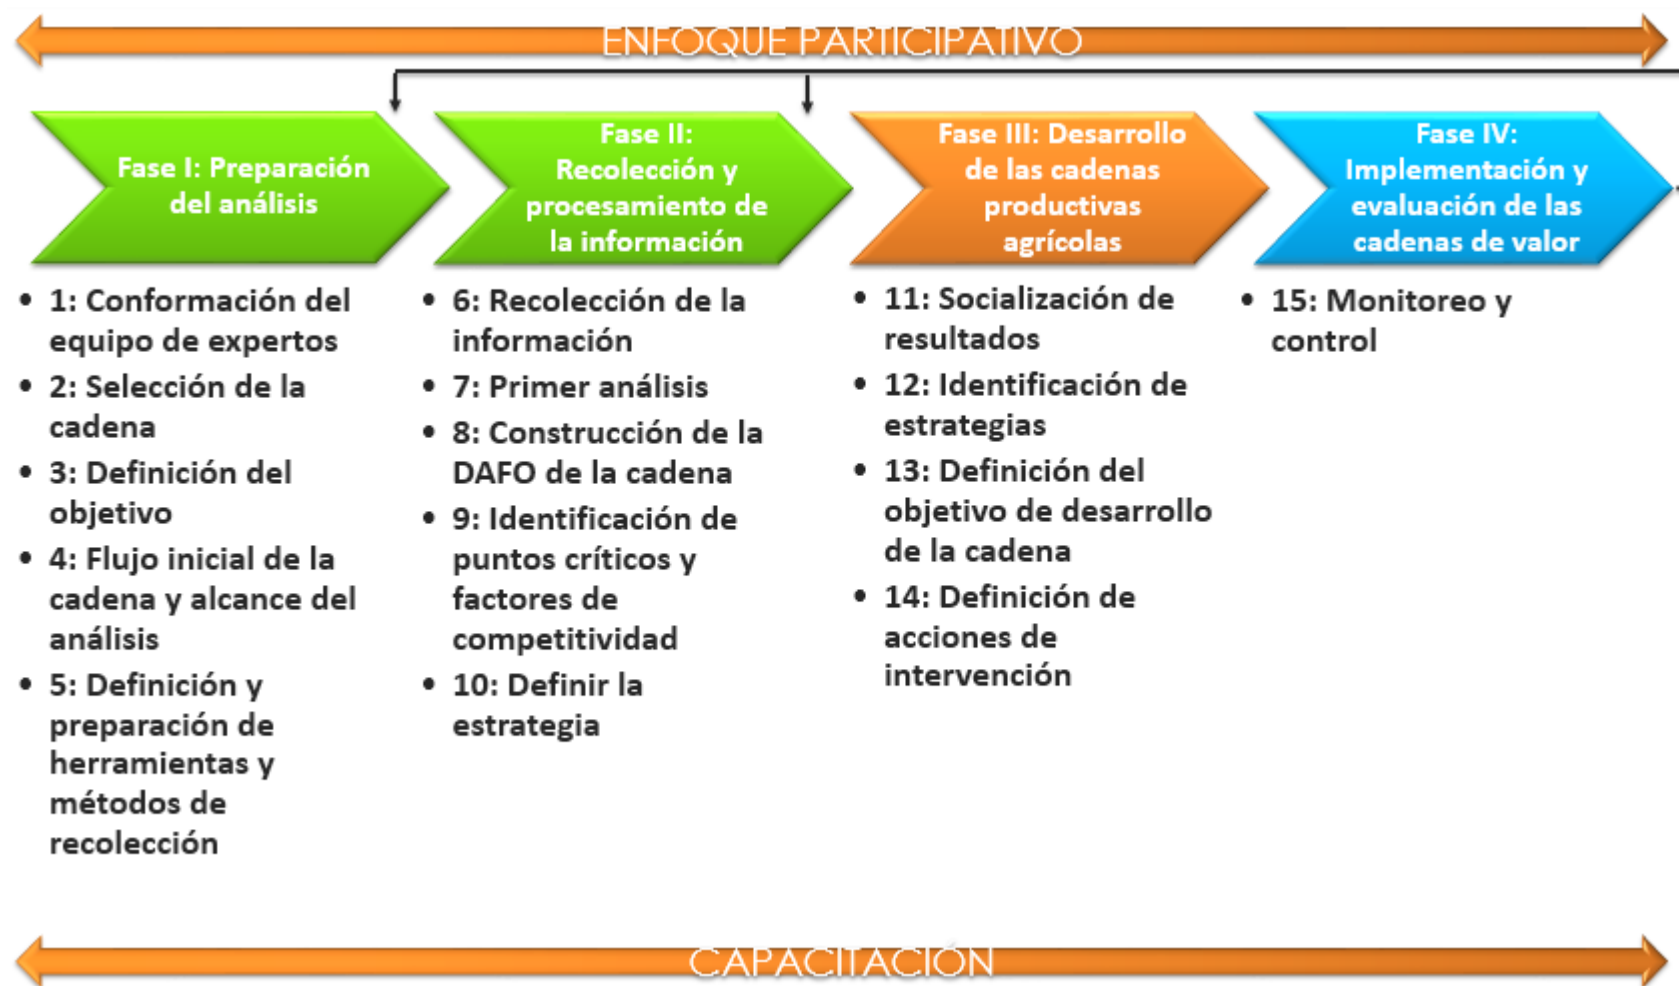 ENFOQUE PARTICIPATIVO
Fase I: Preparación
del análisis
Fase II:
Recolección y
procesamiento de
la información
Fase III: Desarrollo
de las cadenas
productivas
agrícolas
Fase IV:
Implementación y
evaluación de las
cadenas de valor
• 1: Conformación del
equipo de expertos
• 2: Selección de la
cadena
• 3: Definición del
objetivo
• 4: Flujo inicial de la
cadena y alcance del
análisis
• 5: Definición y
preparación de
herramientas y
métodos de
recolección
• 6: Recolección de la
información
• 7: Primer análisis
• 8: Construcción de la
DAFO de la cadena
• 9: Identificación de
puntos críticos y
factores de
competitividad
• 10: Definir la
estrategia
• 11: Socialización de
resultados
• 12: Identificación de
estrategias
• 13: Definición del
objetivo de desarrollo
de la cadena
• 14: Definición de
acciones de
intervención
• 15: Monitoreo y
control
CAPACITACIÓN